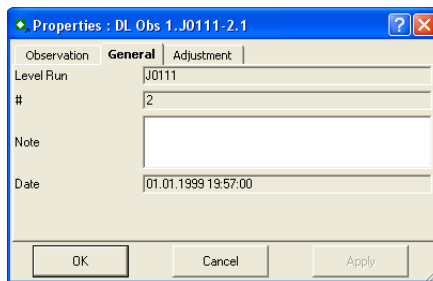 Properties : DL Obs 1.J0111-2.1
Observation General Adjustment
Level Run J0111
# 2
Note
Date 01.01.1999 19:57:00
OK Cancel Apply